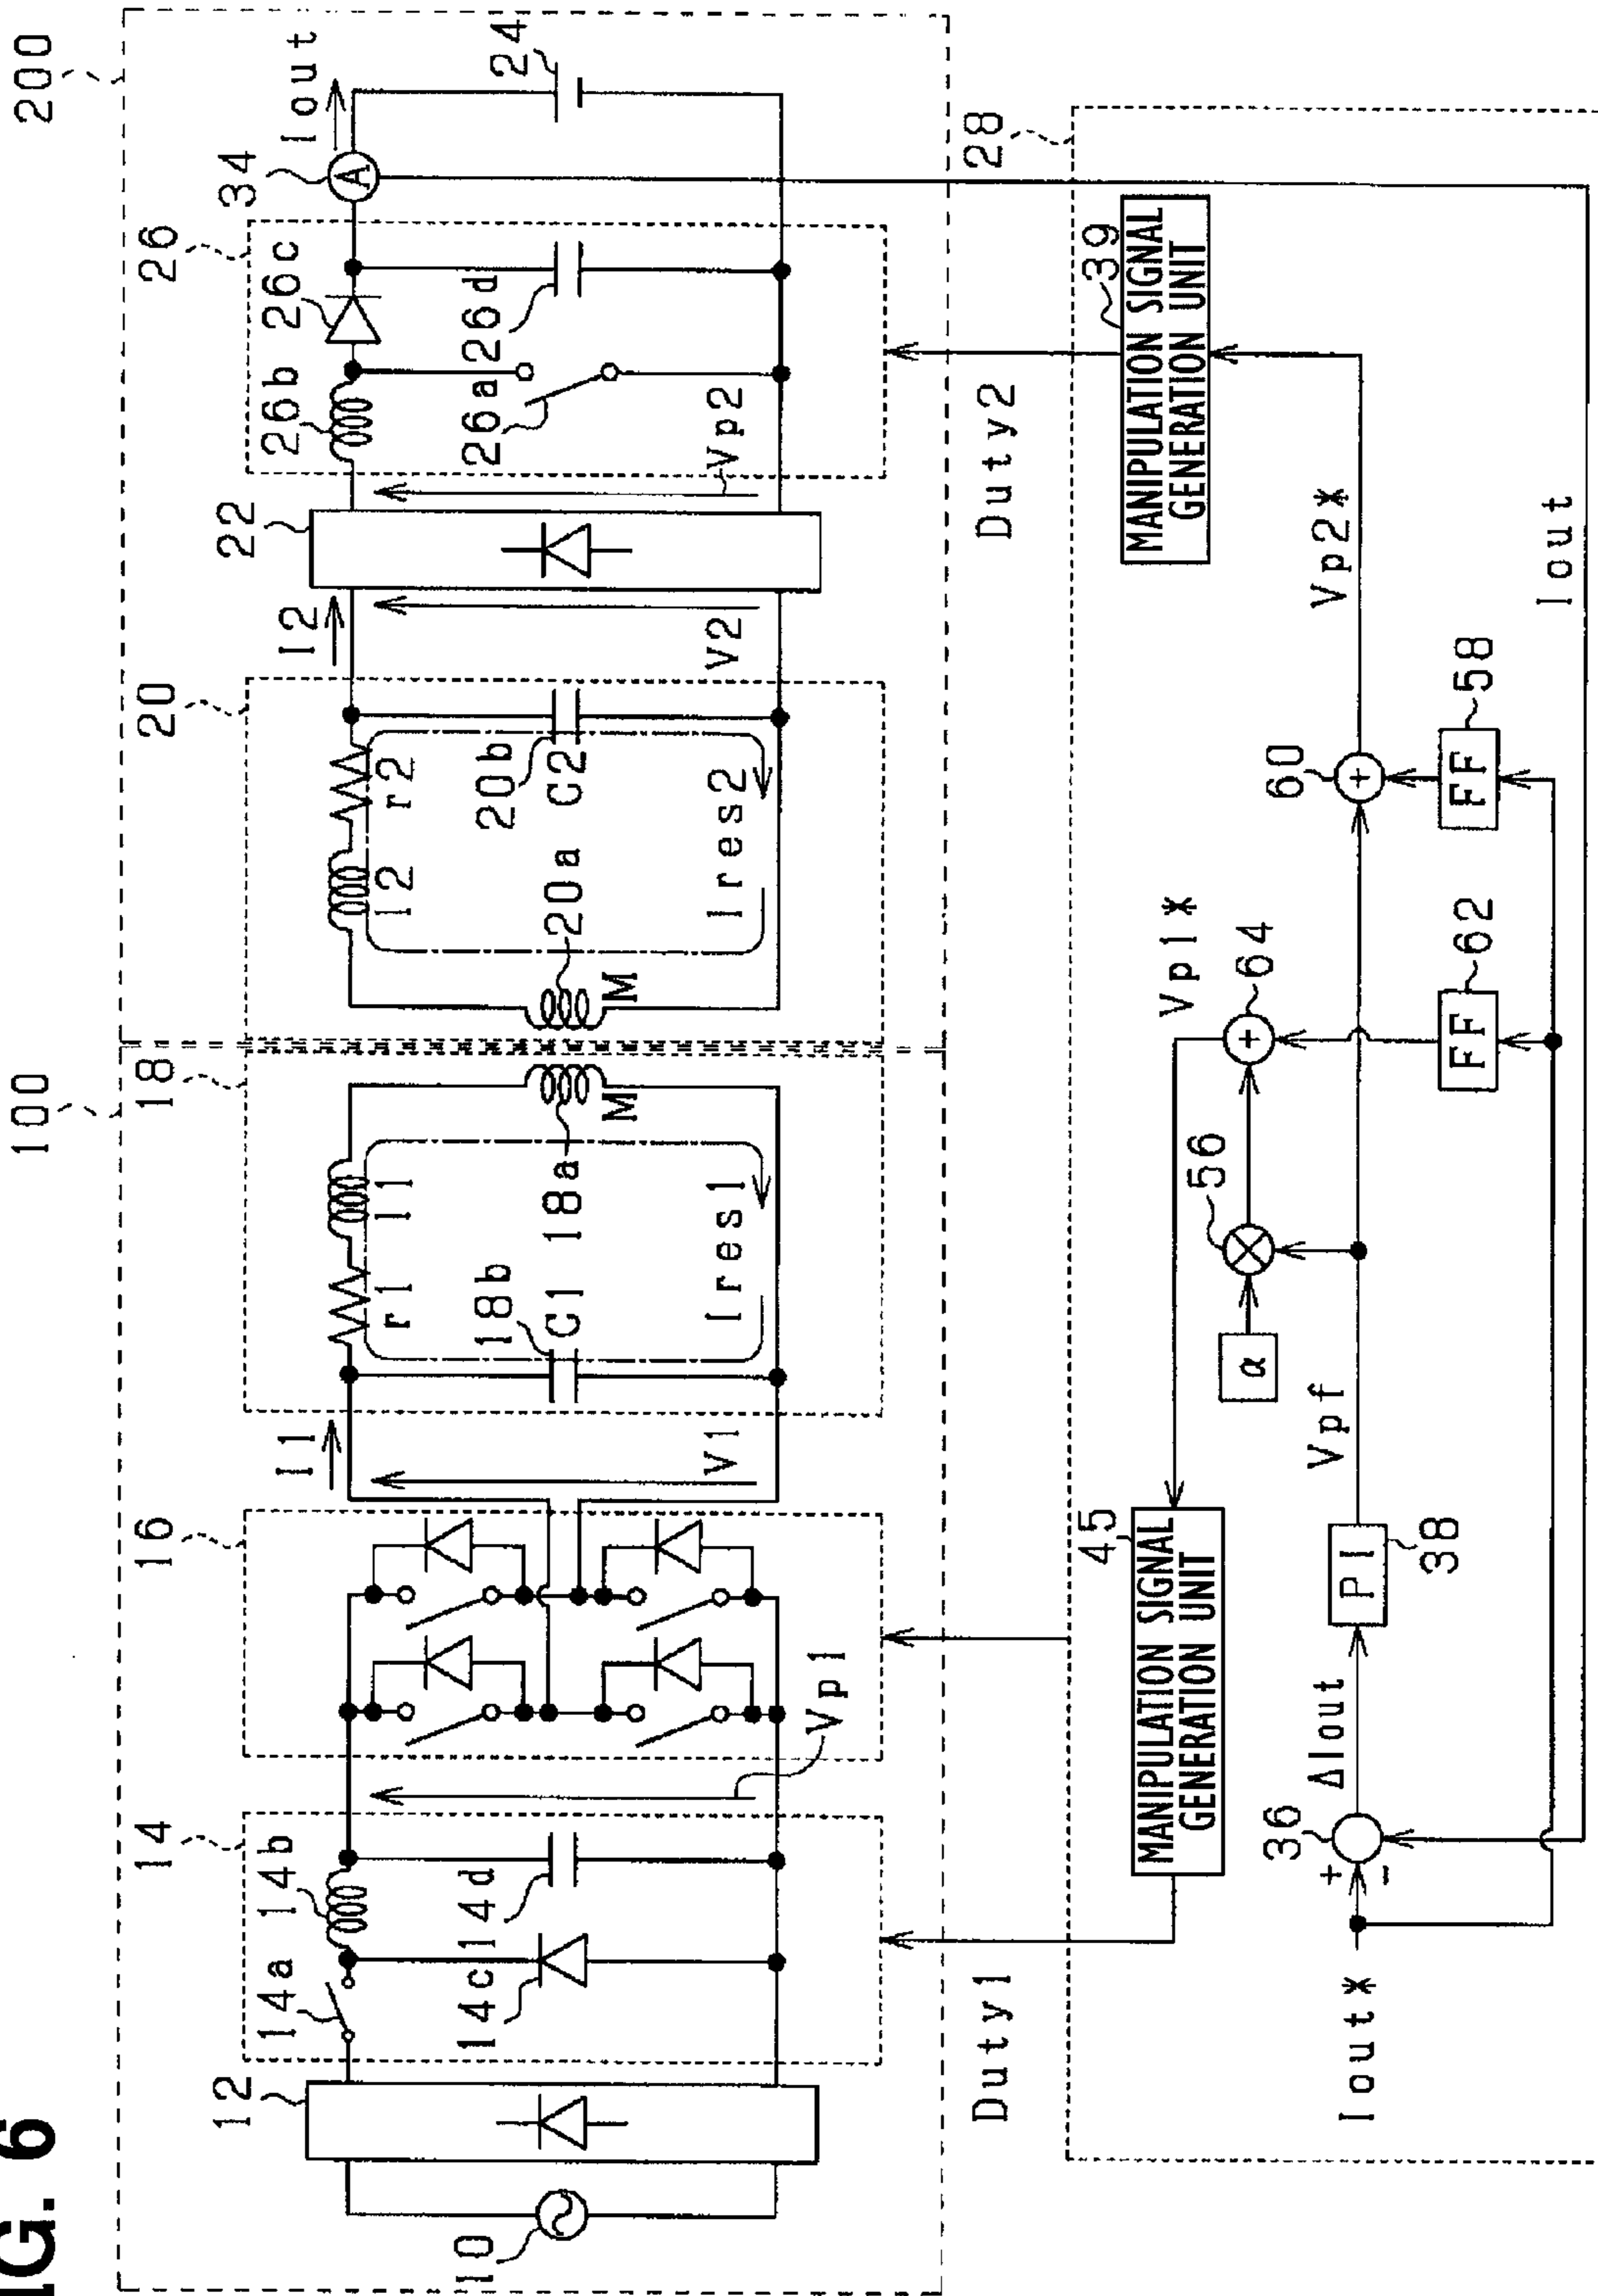 IG. 6
100
200
12
14
16
18
20
22
26
34
Iout
24
10
14a
14b
14c
14d
Vp1
I1
V1
r1
l1
18b
C1
18a
M
Ires1
l2
r2
20a
M
20b
C2
Ires2
I2
V2
Vp2
26b
26c
26a
26d
A
Duty1
Duty2
28
45
MANIPULATION SIGNAL
GENERATION UNIT
39
MANIPULATION SIGNAL
GENERATION UNIT
Vp1*
α
56
64
+
Iout*
+
−
36
ΔIout
PI
38
Vpf
60
+
Vp2*
FF
62
FF
58
Iout